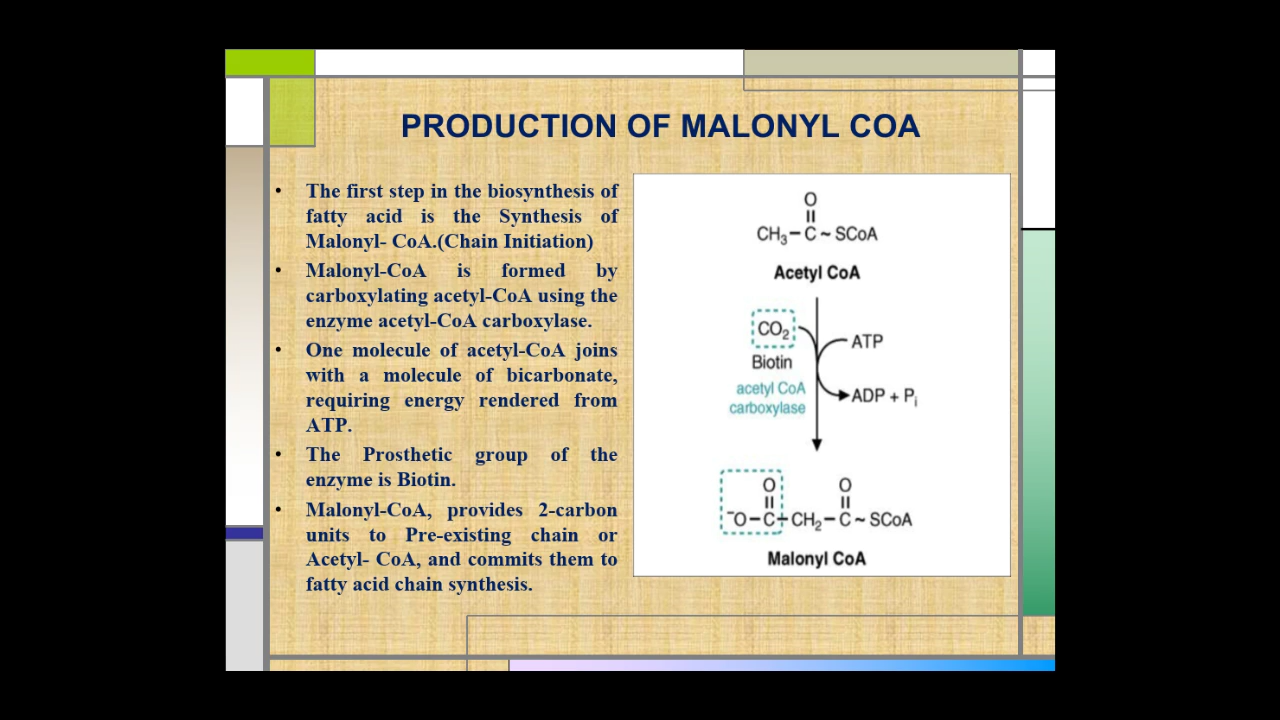 PRODUCTION OF MALONYL COA
• The first step in the biosynthesis of
fatty acid is the Synthesis of
Malonyl- CoA.(Chain Initiation)
• Malonyl-CoA is formed by
carboxylating acetyl-CoA using the
enzyme acetyl-CoA carboxylase.
• One molecule of acetyl-CoA joins
with a molecule of bicarbonate,
requiring energy rendered from
ATP.
• The Prosthetic group of the
enzyme is Biotin.
• Malonyl-CoA, provides 2-carbon
units to Pre-existing chain or
Acetyl- CoA, and commits them to
fatty acid chain synthesis.
O
CH₃–C~SCoA
Acetyl CoA
CO₂
ATP
Biotin
acetyl CoA
carboxylase
ADP + Pᵢ
O O
⁻O–C–CH₂–C~SCoA
Malonyl CoA